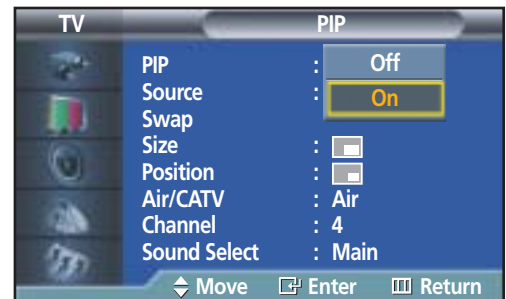 TV PIP
PIP : Off
Source : On
Swap
Size :
Position :
Air/CATV : Air
Channel : 4
Sound Select : Main
Move Enter Return